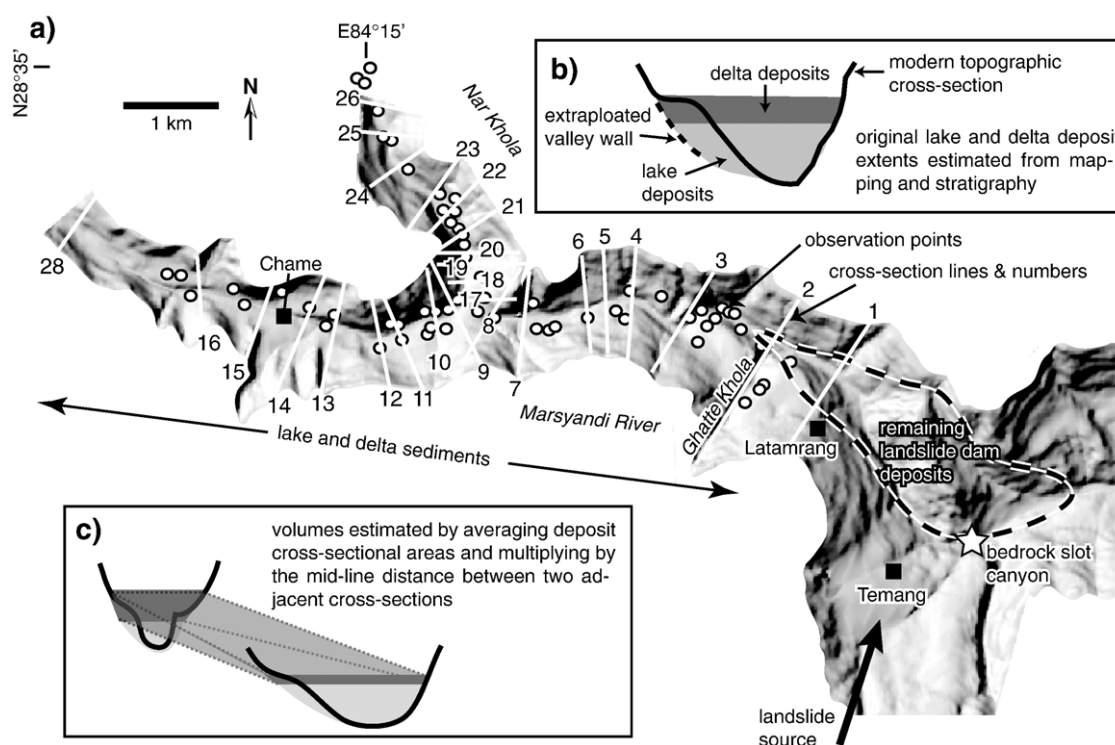 a)
N28°35'
E84°15'
N
1 km
Nar Khola
26
25
24
23
22
21
20
19
18
17
28
16
15
14
13
12
11
10
9
8
7
6
5
4
3
2
1
Chame
observation points
cross-section lines & numbers
Ghatte Khola
Marsyandi River
lake and delta sediments
Latamrang
remaining
landslide dam
deposits
bedrock slot
canyon
Temang
landslide
source
b)
delta deposits
modern topographic
cross-section
extraploated
valley wall
lake
deposits
original lake and delta deposit
extents estimated from map-
ping and stratigraphy
c)
volumes estimated by averaging deposit
cross-sectional areas and multiplying by
the mid-line distance between two ad-
jacent cross-sections